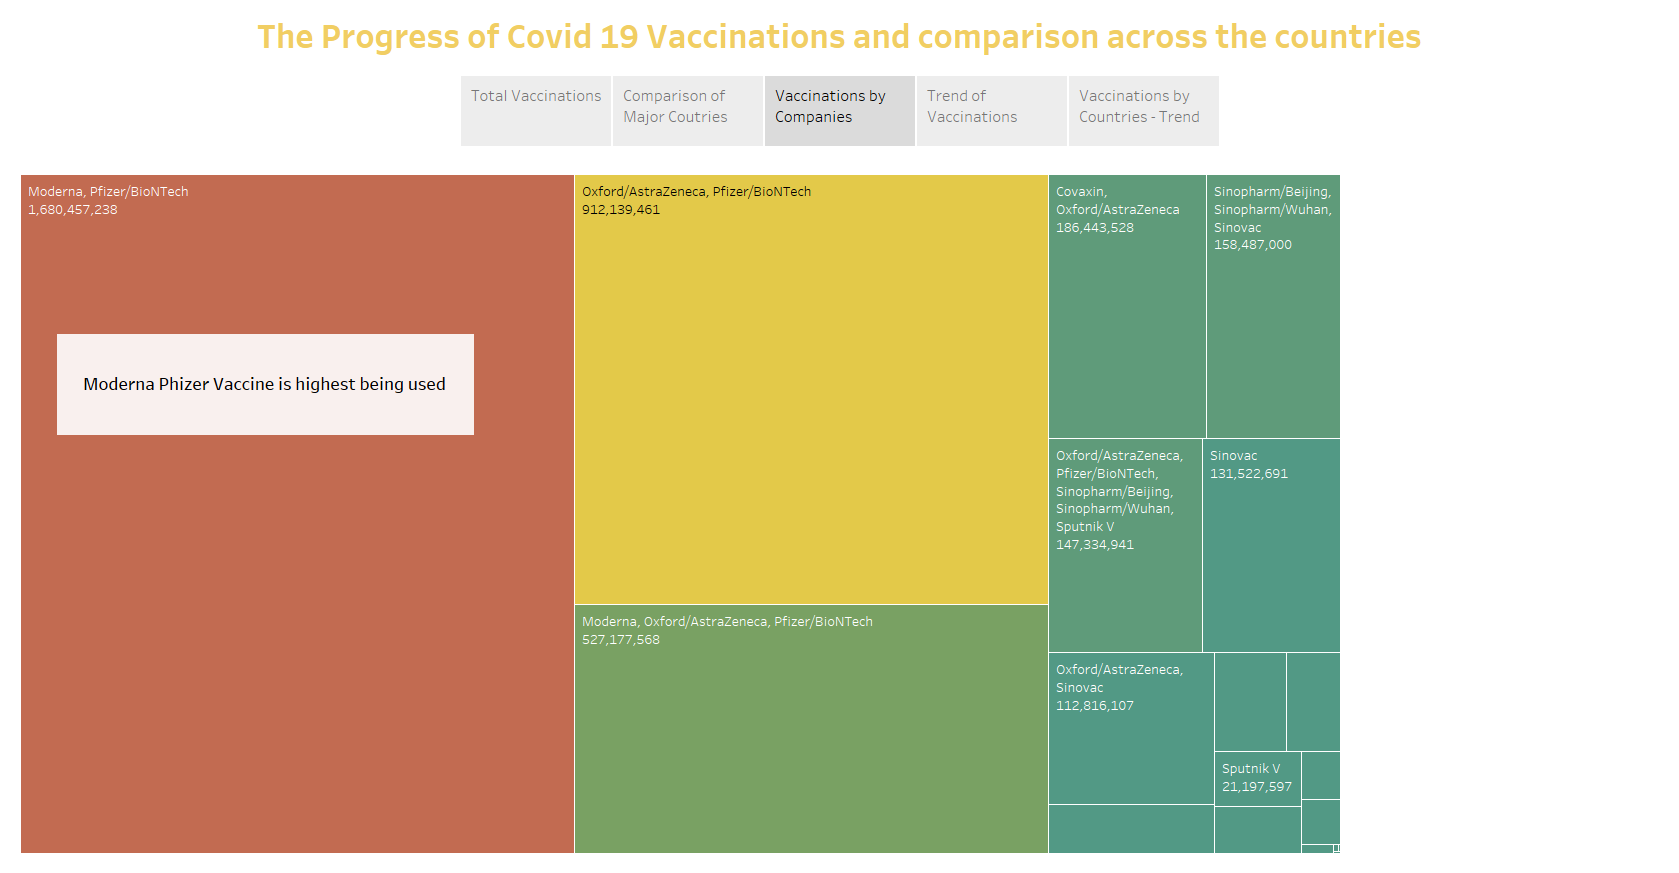 The Progress of Covid 19 Vaccinations and comparison across the countries
Total Vaccinations
Comparison of
Major Coutries
Vaccinations by
Companies
Trend of
Vaccinations
Vaccinations by
Countries - Trend
Moderna, Pfizer/BioNTech
1,680,457,238
Moderna Phizer Vaccine is highest being used
Oxford/AstraZeneca, Pfizer/BioNTech
912,139,461
Moderna, Oxford/AstraZeneca, Pfizer/BioNTech
527,177,568
Covaxin,
Oxford/AstraZeneca
186,443,528
Sinopharm/Beijing,
Sinopharm/Wuhan,
Sinovac
158,487,000
Oxford/AstraZeneca,
Pfizer/BioNTech,
Sinopharm/Beijing,
Sinopharm/Wuhan,
Sputnik V
147,334,941
Sinovac
131,522,691
Oxford/AstraZeneca,
Sinovac
112,816,107
Sputnik V
21,197,597